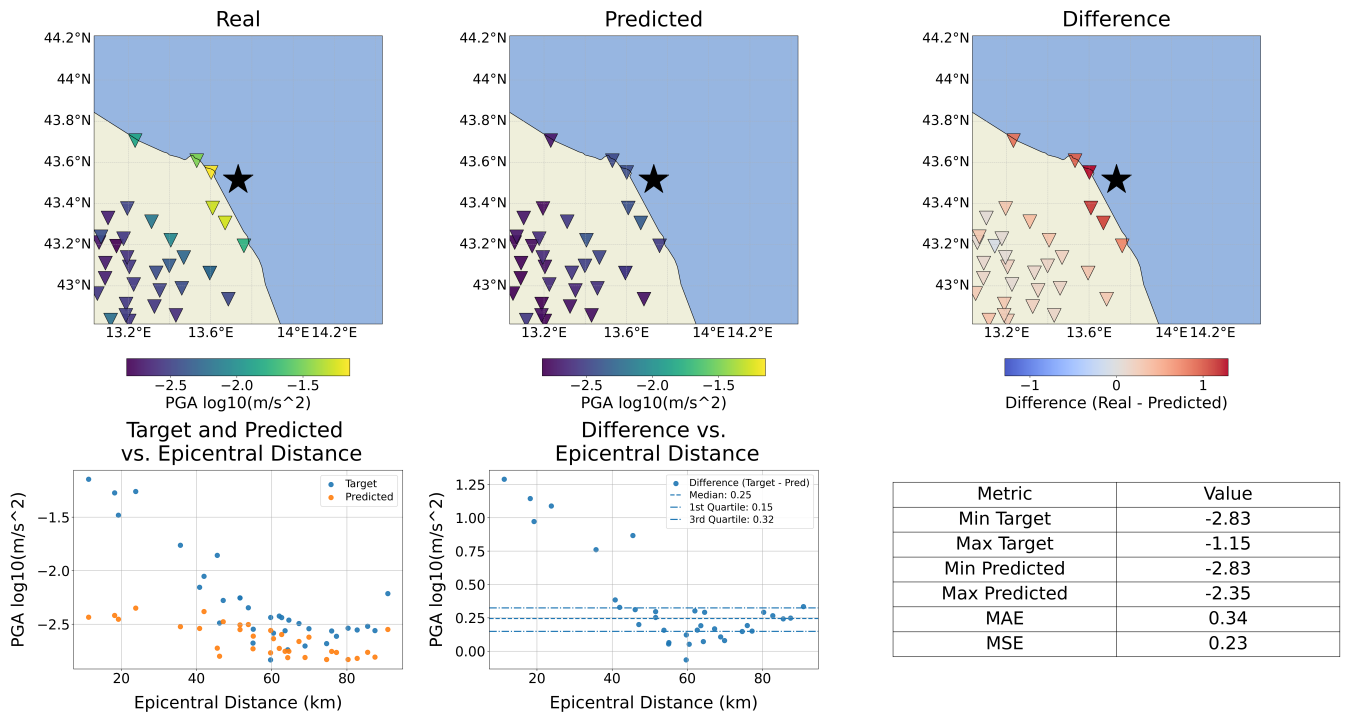 Real
44.2°N
44°N
43.8°N
43.6°N
43.4°N
43.2°N
43°N
13.2°E
13.6°E
14°E
14.2°E
−2.5
−2.0
−1.5
PGA log10(m/s^2)
Predicted
44.2°N
44°N
43.8°N
43.6°N
43.4°N
43.2°N
43°N
13.2°E
13.6°E
14°E
14.2°E
−2.5
−2.0
−1.5
PGA log10(m/s^2)
Difference
44.2°N
44°N
43.8°N
43.6°N
43.4°N
43.2°N
43°N
13.2°E
13.6°E
14°E
14.2°E
−1
0
1
Difference (Real - Predicted)
Target and Predicted
vs. Epicentral Distance
PGA log10(m/s^2)
−1.5
−2.0
−2.5
Target
Predicted
20
40
60
80
Epicentral Distance (km)
Difference vs.
Epicentral Distance
PGA log10(m/s^2)
1.25
1.00
0.75
0.50
0.25
0.00
Difference (Target - Pred)
Median: 0.25
1st Quartile: 0.15
3rd Quartile: 0.32
20
40
60
80
Epicentral Distance (km)
Metric Value
Min Target -2.83
Max Target -1.15
Min Predicted -2.83
Max Predicted -2.35
MAE 0.34
MSE 0.23